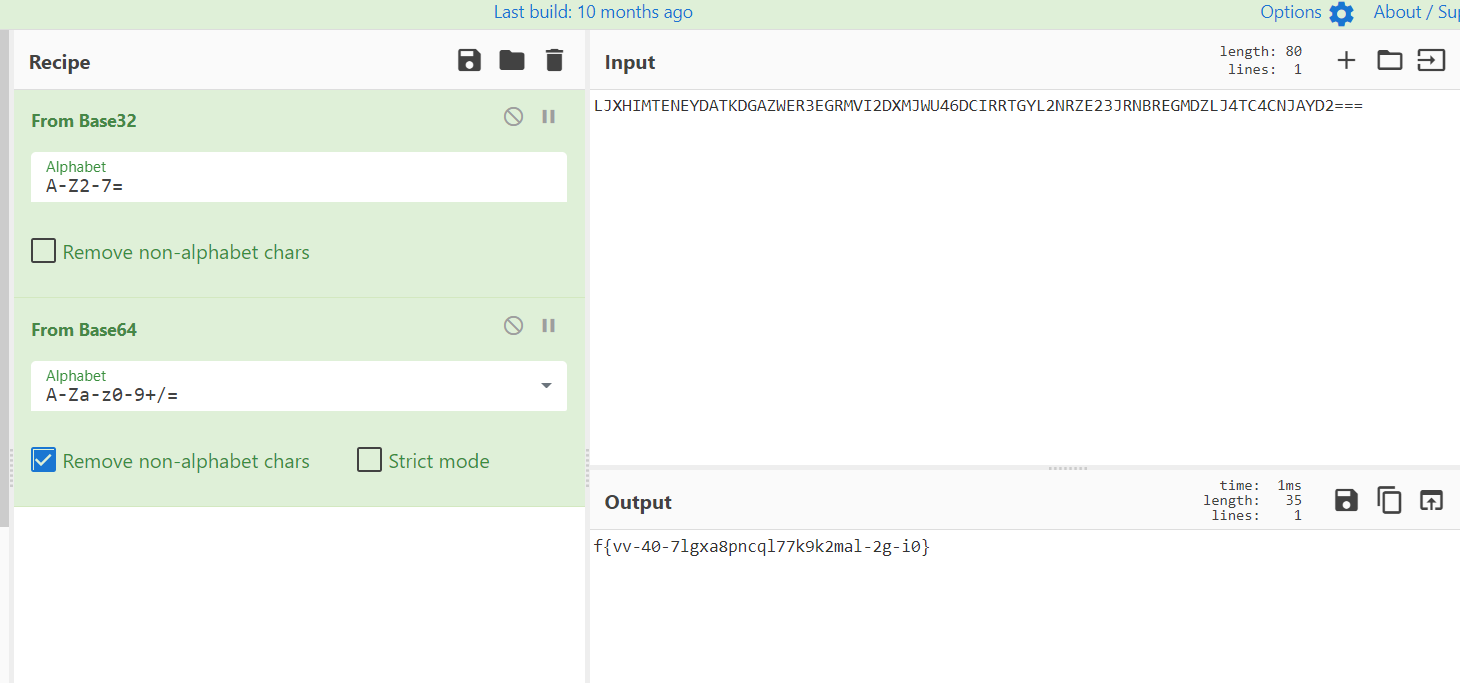 Last build: 10 months ago
Options
About / Sup
Recipe
From Base32
Alphabet
A-Z2-7=
Remove non-alphabet chars
From Base64
Alphabet
A-Za-z0-9+/=
Remove non-alphabet chars
Strict mode
Input
length: 80
lines: 1
LJXHIMTENEYDATKDGAZWER3EGRMVI2DXMJWU46DCIRRTGYL2NRZE23JRNBREGMDZLJ4TC4CNJAYD2===
Output
time: 1ms
length: 35
lines: 1
f{vv-40-7lgxa8pncql77k9k2mal-2g-i0}